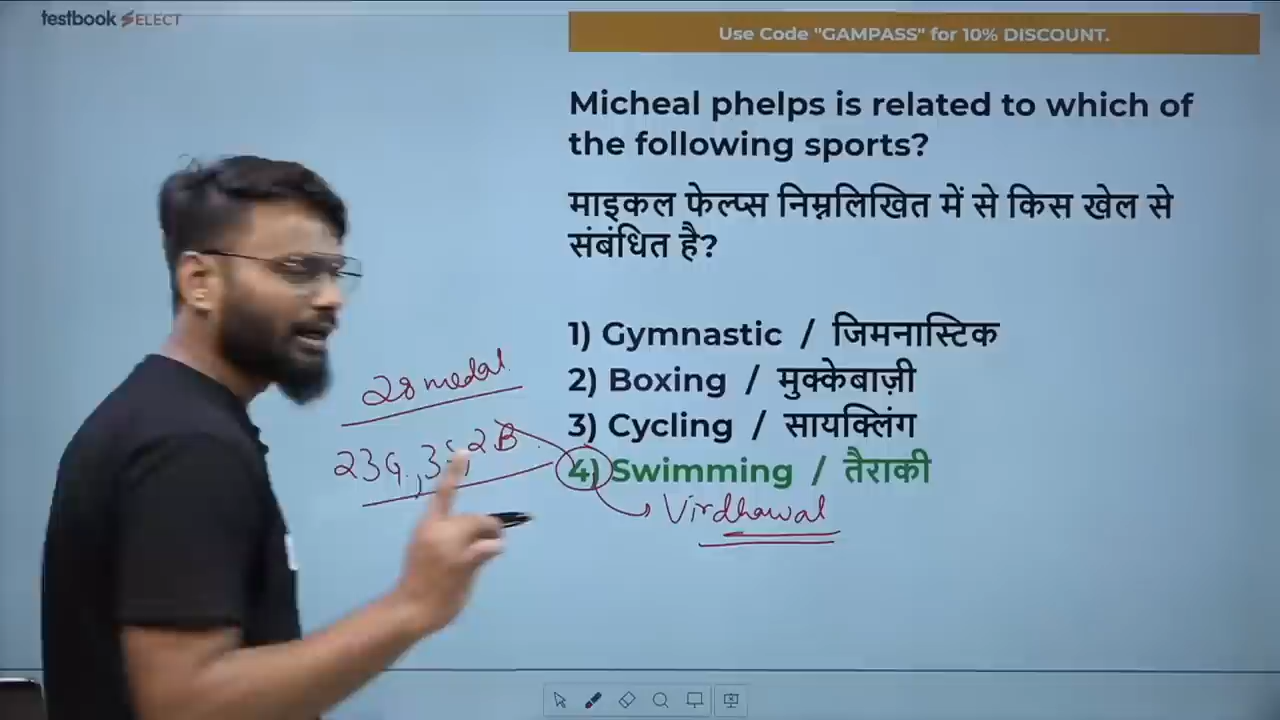 testbook SELECT
Use Code "GAMPASS" for 10% DISCOUNT.
Micheal phelps is related to which of
the following sports?
माइकल फेल्प्स निम्नलिखित में से किस खेल से
संबंधित है?
1) Gymnastic / जिमनास्टिक
2) Boxing / मुक्केबाज़ी
3) Cycling / सायक्लिंग
4) Swimming / तैराकी
28 medal
23G, 3S, 2B
Virdhawal